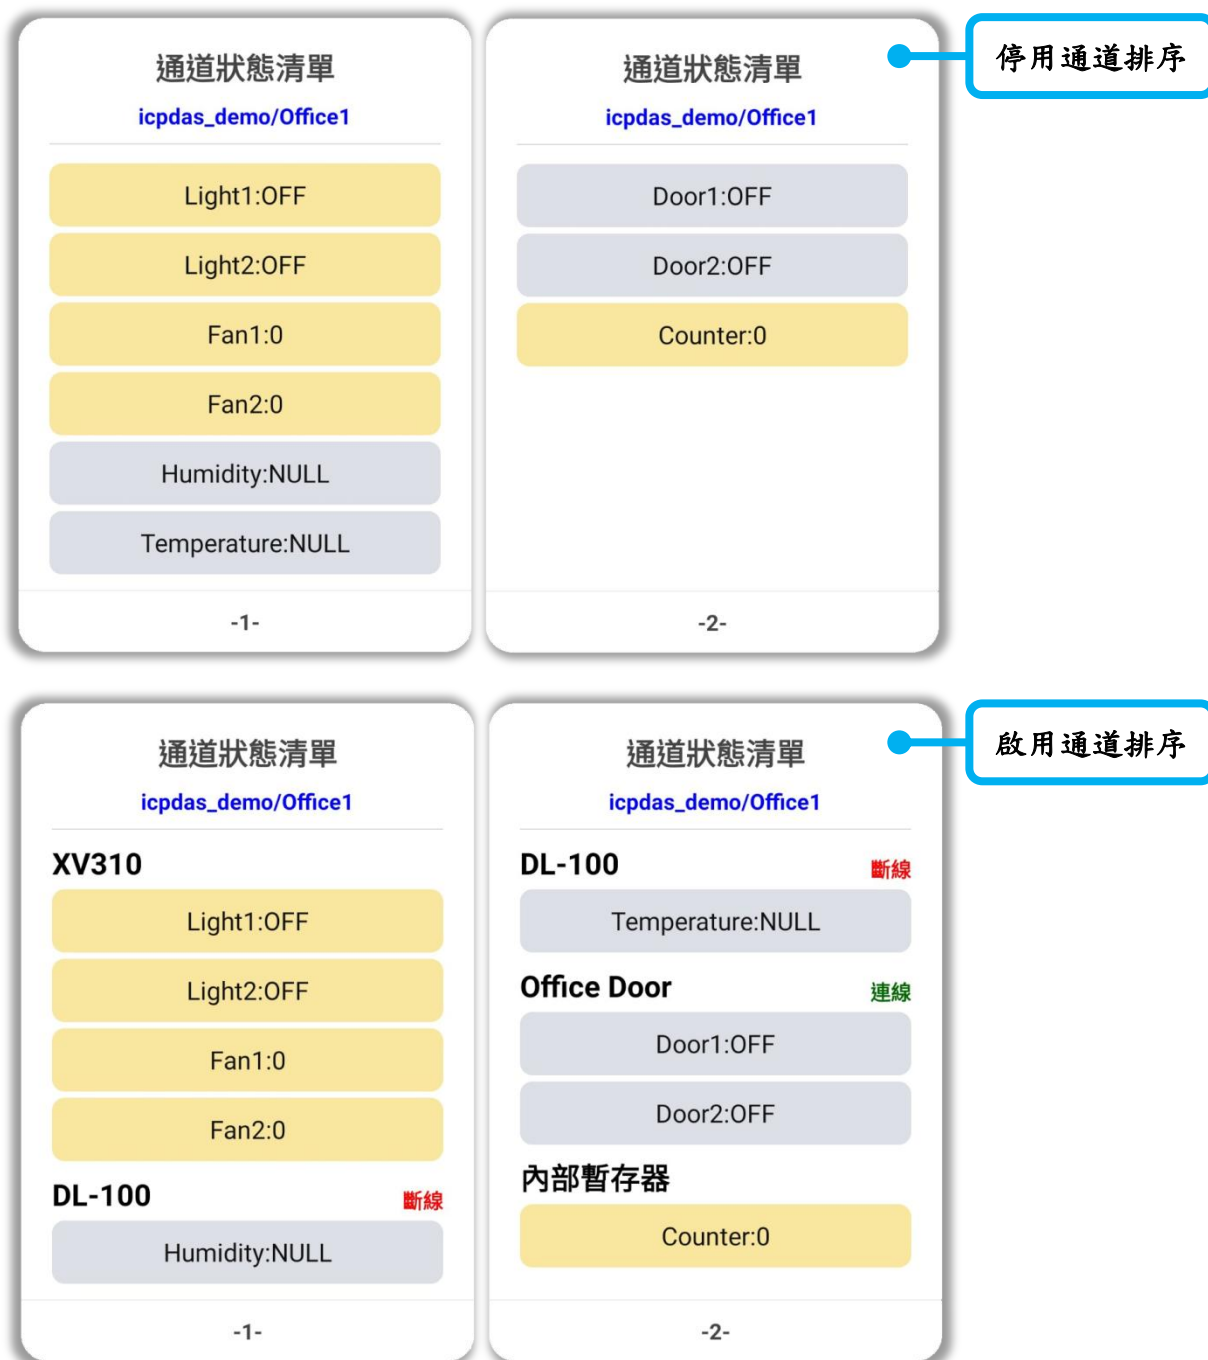 通道狀態清單
icpdas_demo/Office1
Light1:OFF
Light2:OFF
Fan1:0
Fan2:0
Humidity:NULL
Temperature:NULL
-1-
通道狀態清單
icpdas_demo/Office1
Door1:OFF
Door2:OFF
Counter:0
-2-
停用通道排序
通道狀態清單
icpdas_demo/Office1
XV310
Light1:OFF
Light2:OFF
Fan1:0
Fan2:0
DL-100 斷線
Humidity:NULL
-1-
通道狀態清單
icpdas_demo/Office1
DL-100 斷線
Temperature:NULL
Office Door 連線
Door1:OFF
Door2:OFF
內部暫存器
Counter:0
-2-
啟用通道排序